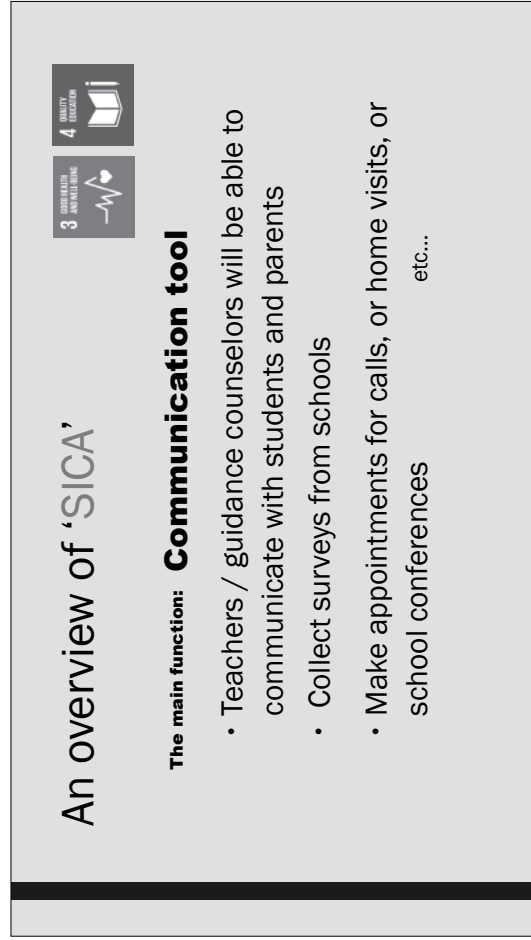 An overview of ‘SICA’
3 GOOD HEALTH
AND WELL-BEING
4 QUALITY
EDUCATION
The main function: Communication tool
• Teachers / guidance counselors will be able to
communicate with students and parents
• Collect surveys from schools
• Make appointments for calls, or home visits, or
school conferences etc...